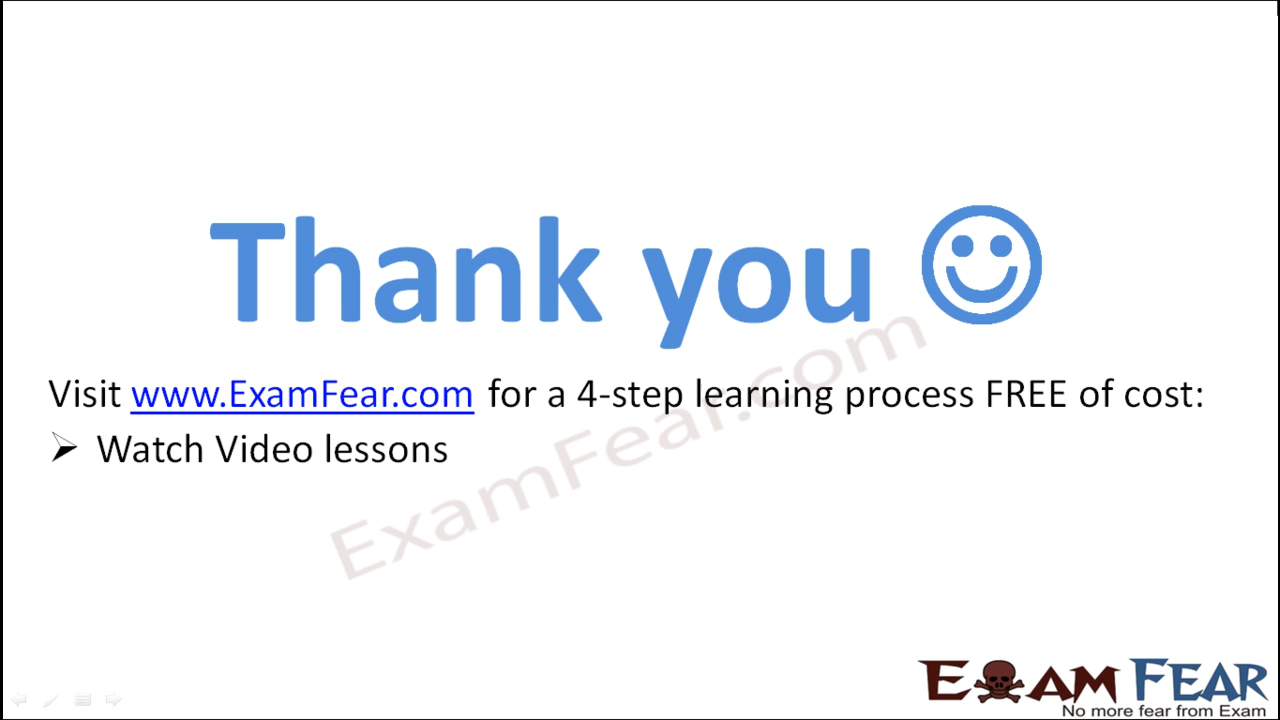 Thank you
Visit www.ExamFear.com for a 4-step learning process FREE of cost:
➢ Watch Video lessons
ExamFear.com
EXAM FEAR
No more fear from Exam